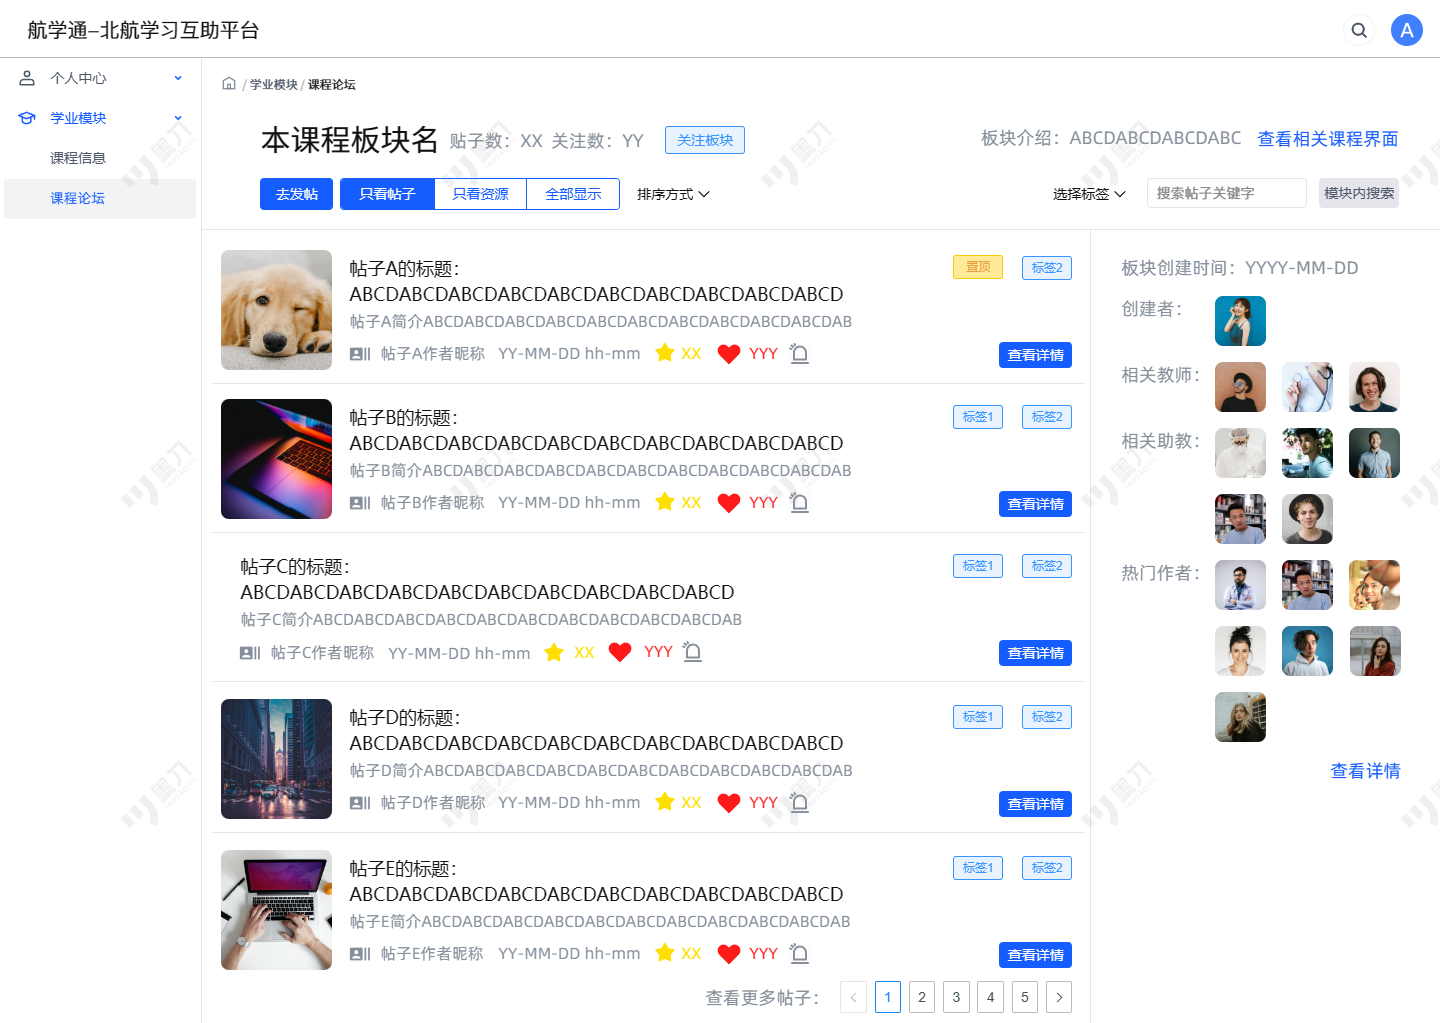 航学通—北航学习互助平台
A
个人中心
学业模块
课程信息
课程论坛
/ 学业模块 / 课程论坛
本课程板块名 贴子数：XX 关注数：YY 关注板块
板块介绍：ABCDABCDABCDABC 查看相关课程界面
去发帖 只看帖子 只看资源 全部显示 排序方式
选择标签 搜索帖子关键字 模块内搜索
帖子A的标题：
置顶 标签2
ABCDABCDABCDABCDABCDABCDABCDABCDABCDABCD
帖子A简介ABCDABCDABCDABCDABCDABCDABCDABCDABCDABCDAB
帖子A作者昵称 YY-MM-DD hh-mm XX YYY 查看详情
帖子B的标题：
标签1 标签2
ABCDABCDABCDABCDABCDABCDABCDABCDABCDABCD
帖子B简介ABCDABCDABCDABCDABCDABCDABCDABCDABCDABCDAB
帖子B作者昵称 YY-MM-DD hh-mm XX YYY 查看详情
帖子C的标题：
标签1 标签2
ABCDABCDABCDABCDABCDABCDABCDABCDABCDABCD
帖子C简介ABCDABCDABCDABCDABCDABCDABCDABCDABCDABCDAB
帖子C作者昵称 YY-MM-DD hh-mm XX YYY 查看详情
帖子D的标题：
标签1 标签2
ABCDABCDABCDABCDABCDABCDABCDABCDABCDABCD
帖子D简介ABCDABCDABCDABCDABCDABCDABCDABCDABCDABCDAB
帖子D作者昵称 YY-MM-DD hh-mm XX YYY 查看详情
帖子E的标题：
标签1 标签2
ABCDABCDABCDABCDABCDABCDABCDABCDABCDABCD
帖子E简介ABCDABCDABCDABCDABCDABCDABCDABCDABCDABCDAB
帖子E作者昵称 YY-MM-DD hh-mm XX YYY 查看详情
查看更多帖子： 1 2 3 4 5
板块创建时间：YYYY-MM-DD
创建者：
相关教师：
相关助教：
热门作者：
查看详情
墨刀